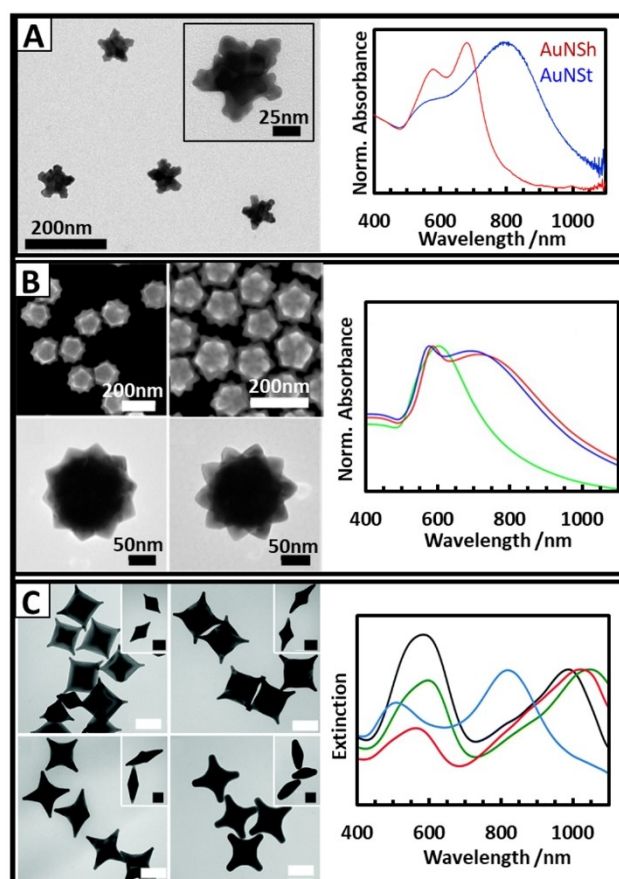 A
25nm
200nm
AuNSh
AuNSt
Norm. Absorbance
400 600 800 1000
Wavelength /nm
B
200nm
200nm
50nm
50nm
Norm. Absorbance
400 600 800 1000
Wavelength /nm
C
Extinction
400 600 800 1000
Wavelength /nm